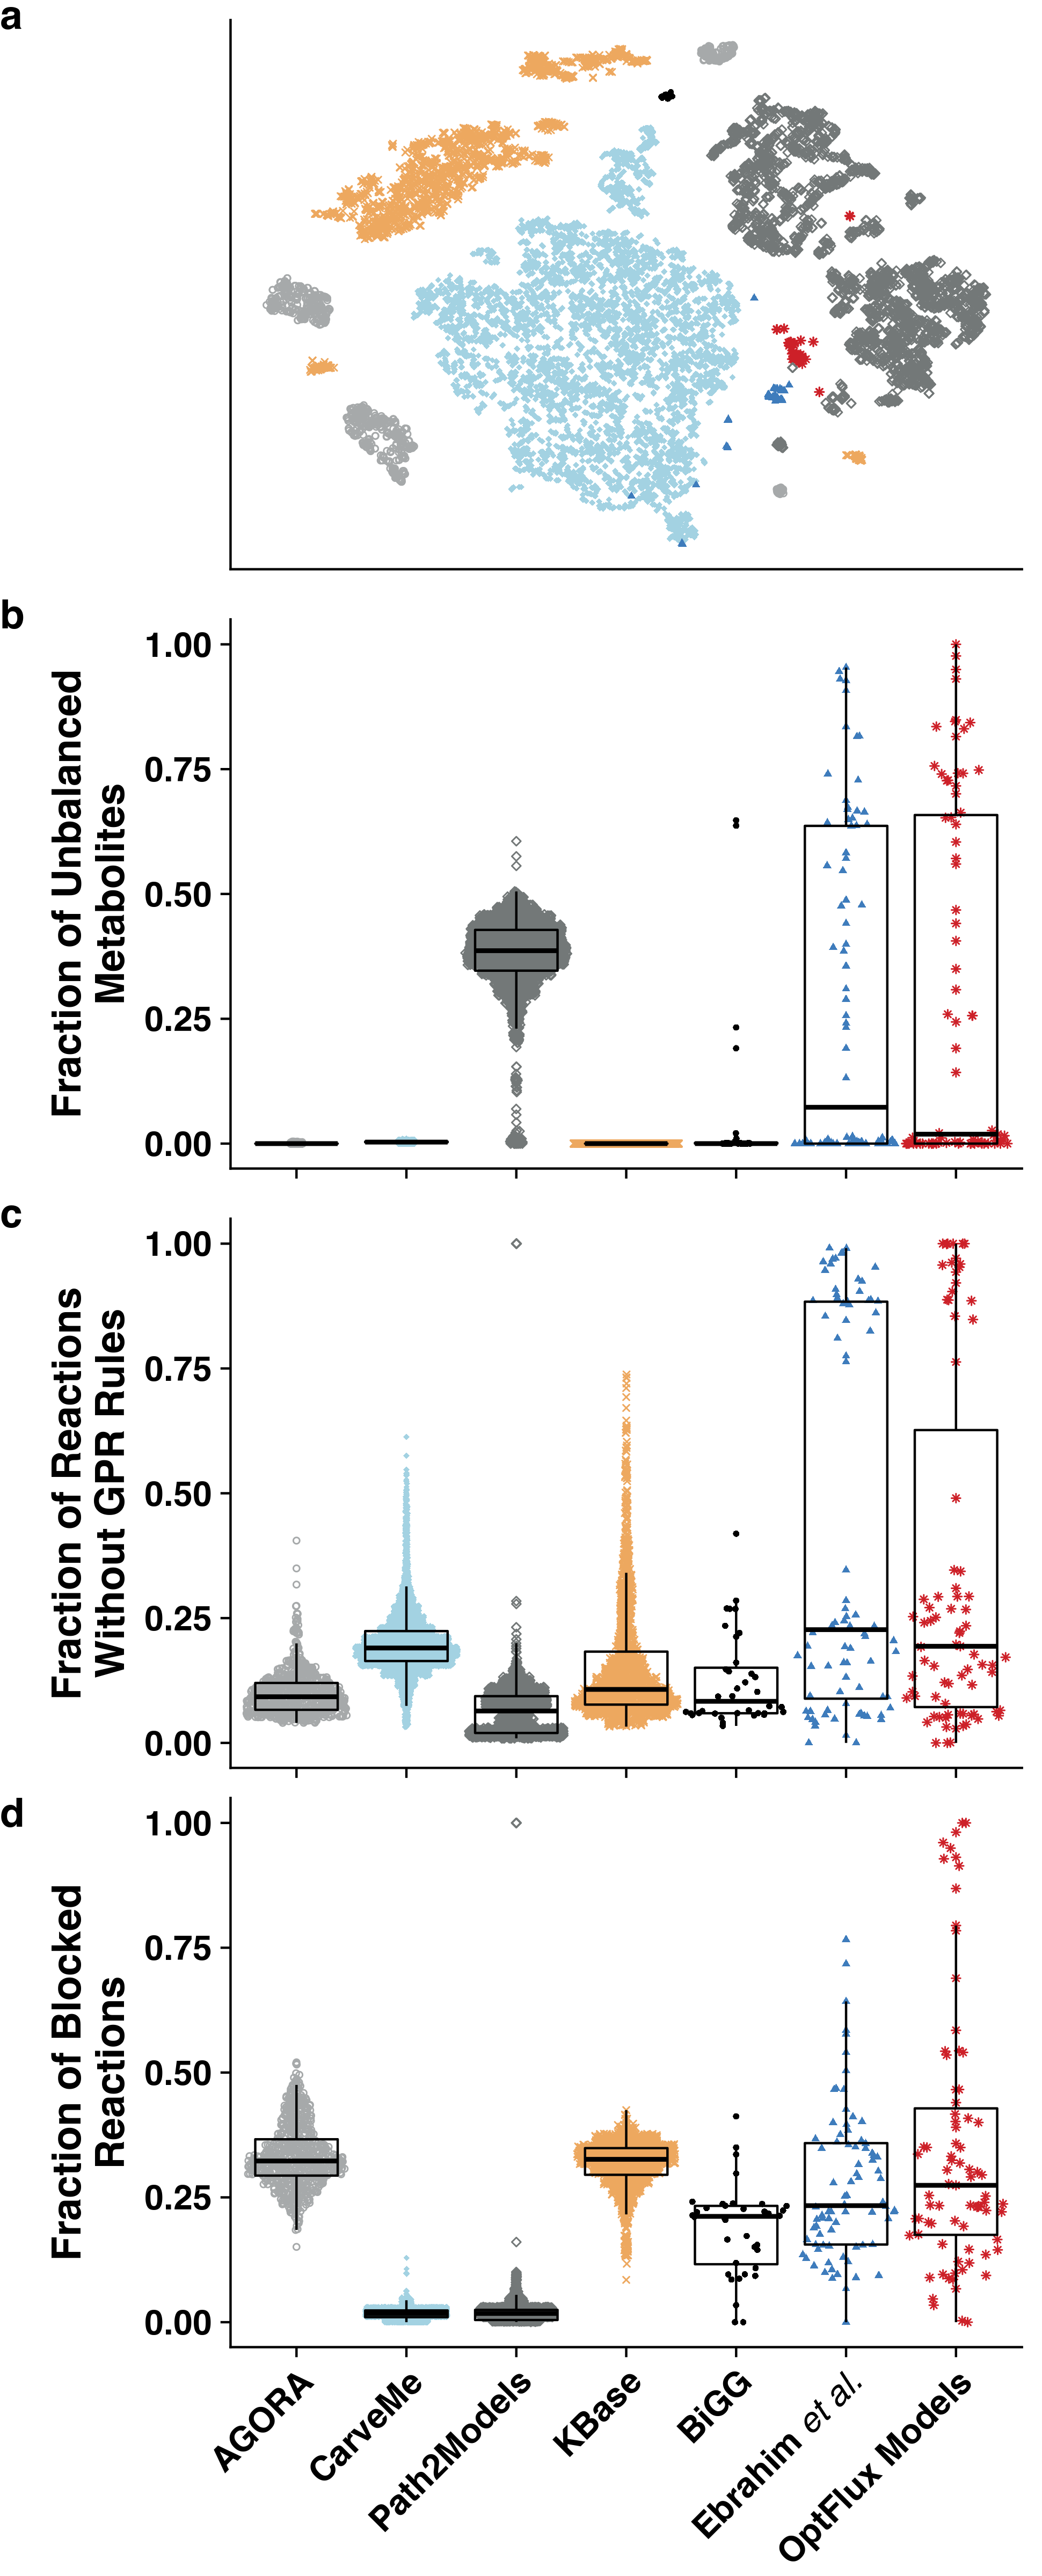 a
b
Fraction of Unbalanced
Metabolites
1.00
0.75
0.50
0.25
0.00
c
Fraction of Reactions
Without GPR Rules
1.00
0.75
0.50
0.25
0.00
d
Fraction of Blocked
Reactions
1.00
0.75
0.50
0.25
0.00
AGORA
CarveMe
Path2Models
KBase
BiGG
Ebrahim et al.
OptFlux Models